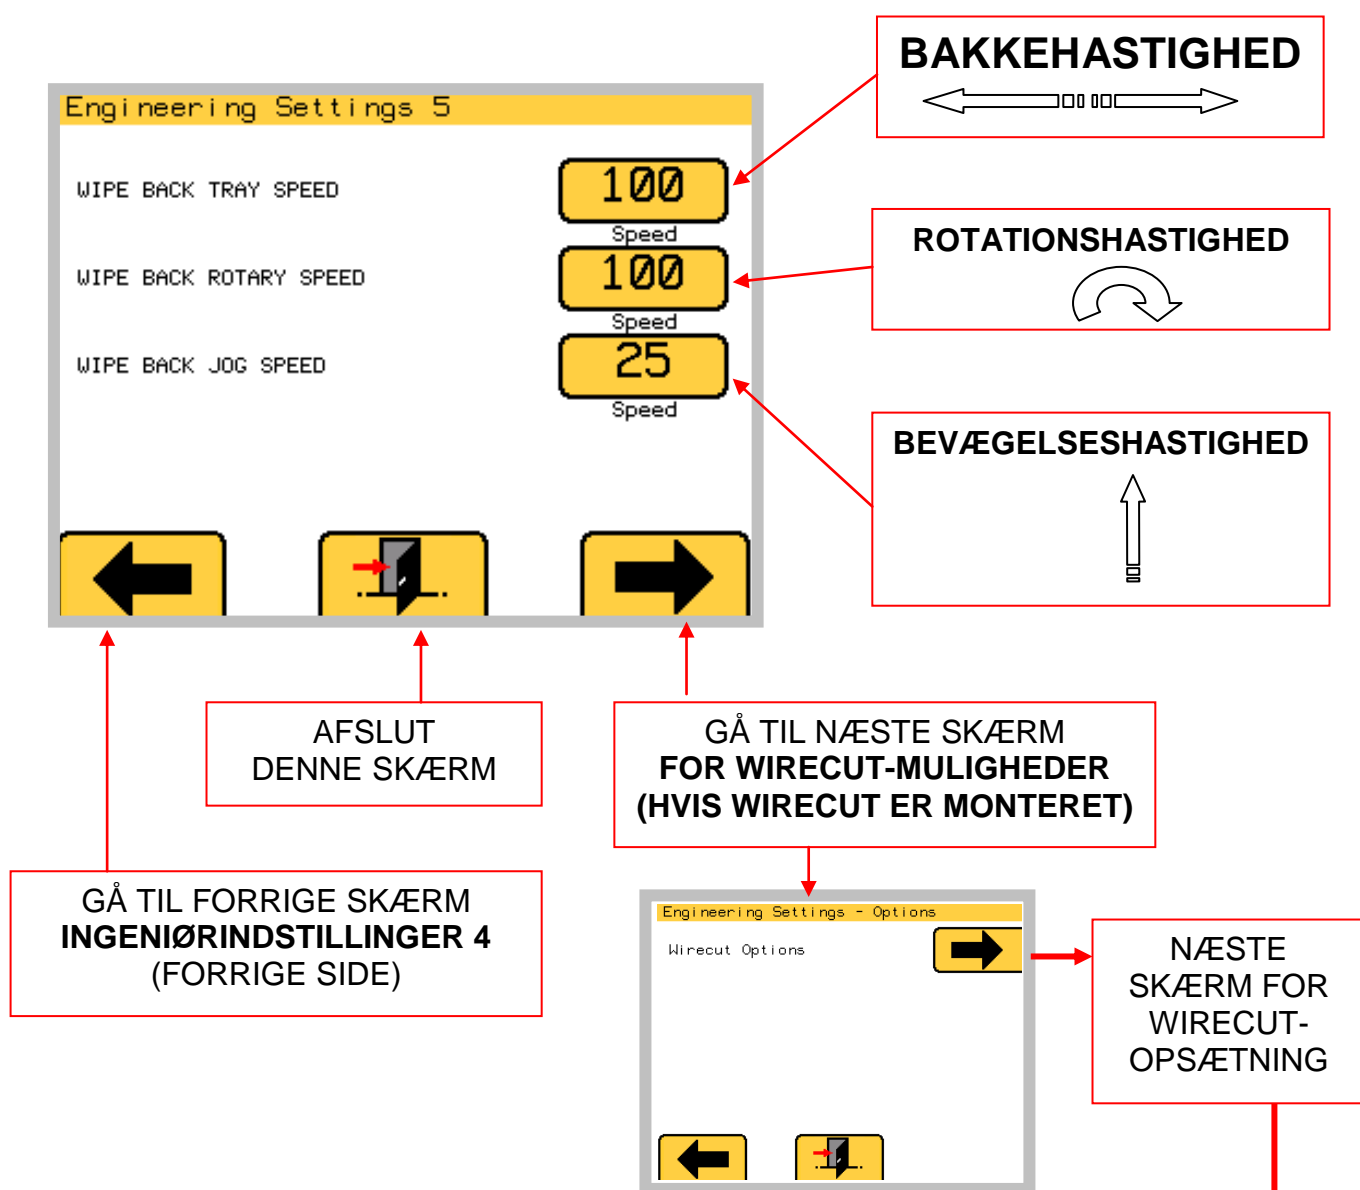 BAKKEHASTIGHED
Engineering Settings 5
WIPE BACK TRAY SPEED
100
Speed
ROTATIONSHASTIGHED
WIPE BACK ROTARY SPEED
100
Speed
WIPE BACK JOG SPEED
25
Speed
BEVÆGELSESHASTIGHED
AFSLUT
DENNE SKÆRM
GÅ TIL NÆSTE SKÆRM
FOR WIRECUT-MULIGHEDER
(HVIS WIRECUT ER MONTERET)
GÅ TIL FORRIGE SKÆRM
INGENIØRINDSTILLINGER 4
(FORRIGE SIDE)
Engineering Settings - Options
Wirecut Options
NÆSTE
SKÆRM FOR
WIRECUT-
OPSÆTNING